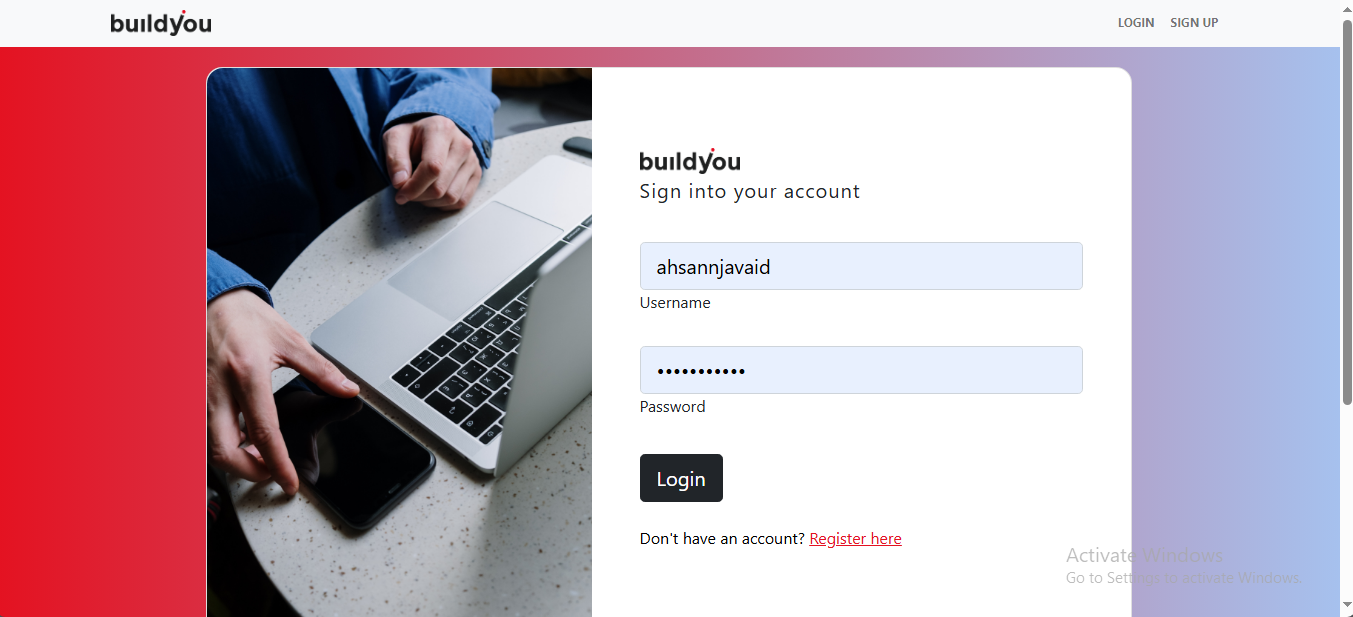 buildyou
LOGIN SIGN UP
buildyou
Sign into your account
ahsannjavaid
Username
•••••••••••
Password
Login
Don't have an account? Register here
Activate Windows
Go to Settings to activate Windows.